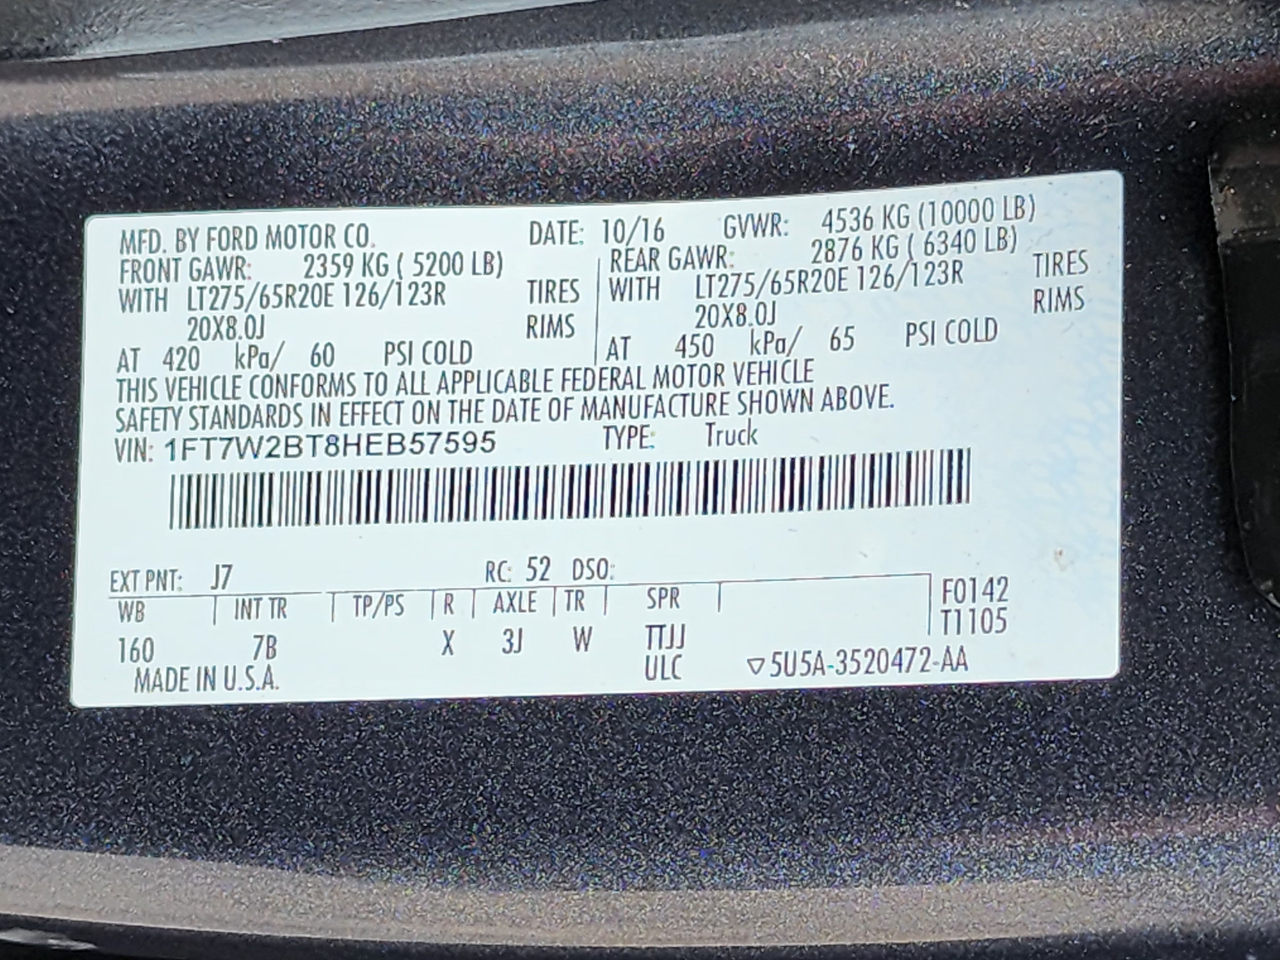 MFD. BY FORD MOTOR CO. DATE: 10/16 GVWR: 4536 KG (10000 LB)
FRONT GAWR: 2359 KG ( 5200 LB) REAR GAWR: 2876 KG ( 6340 LB)
WITH LT275/65R20E 126/123R TIRES WITH LT275/65R20E 126/123R TIRES
20X8.0J RIMS 20X8.0J RIMS
AT 420 kPa/ 60 PSI COLD AT 450 kPa/ 65 PSI COLD
THIS VEHICLE CONFORMS TO ALL APPLICABLE FEDERAL MOTOR VEHICLE
SAFETY STANDARDS IN EFFECT ON THE DATE OF MANUFACTURE SHOWN ABOVE.
VIN: 1FT7W2BT8HEB57595 TYPE: Truck
EXT PNT: J7 RC: 52 DSO:
WB INT TR TP/PS R AXLE TR SPR F0142
T1105
160 7B X 3J W TTJJ
MADE IN U.S.A. ULC ▽5U5A-3520472-AA